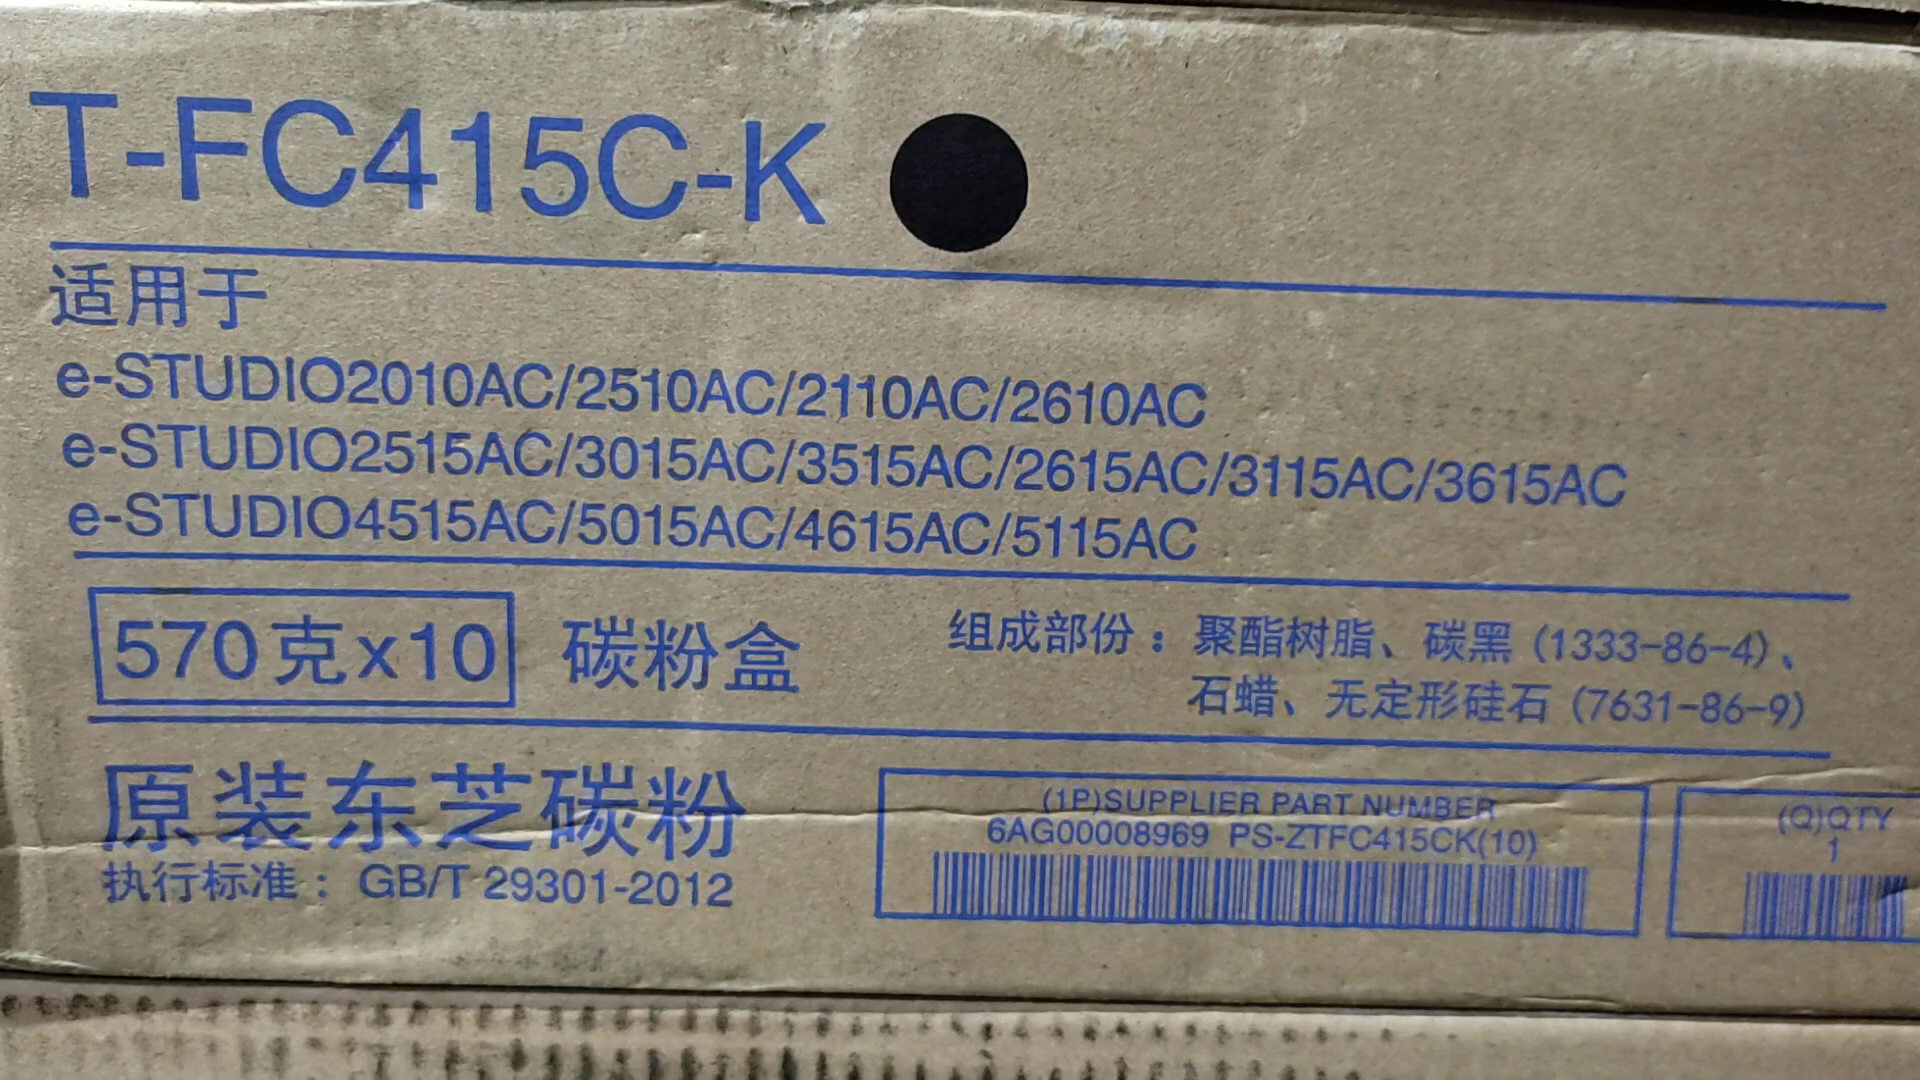 T-FC415C-K
适用于
e-STUDIO2010AC/2510AC/2110AC/2610AC
e-STUDIO2515AC/3015AC/3515AC/2615AC/3115AC/3615AC
e-STUDIO4515AC/5015AC/4615AC/5115AC
570克x10 碳粉盒
组成部份：聚酯树脂、碳黑 (1333-86-4)、
石蜡、无定形硅石 (7631-86-9)
原装东芝碳粉
执行标准：GB/T 29301-2012
(1P)SUPPLIER PART NUMBER
6AG00008969 PS-ZTFC415CK(10)
(Q)QTY
1